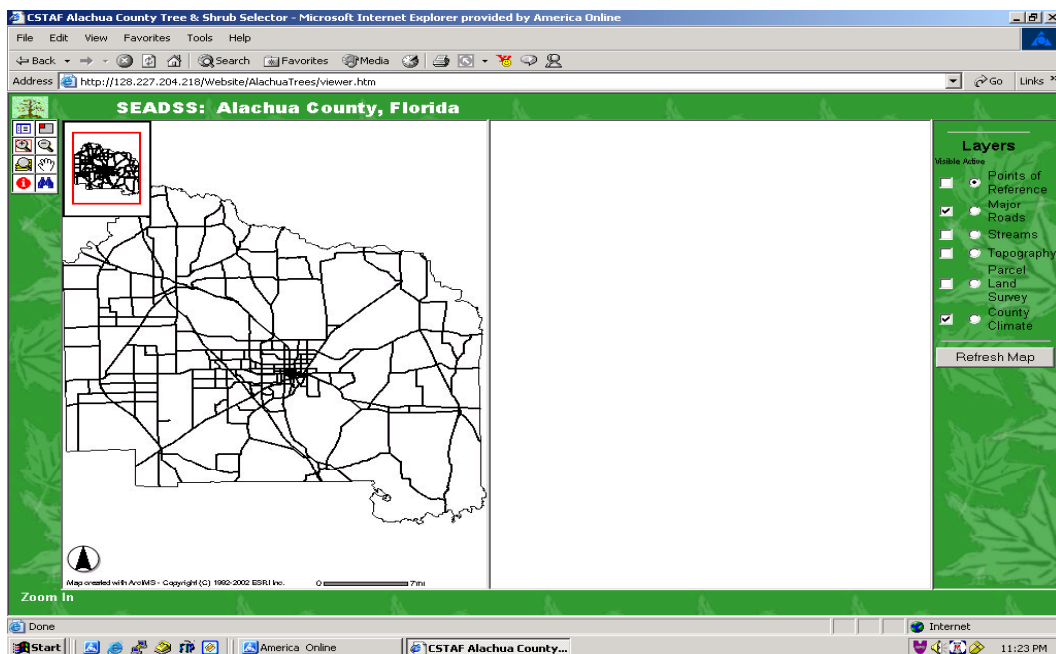 CSTAF Alachua County Tree & Shrub Selector - Microsoft Internet Explorer provided by America Online
File Edit View Favorites Tools Help
Back Search Favorites Media
Address http://128.227.204.218/Website/AlachuaTrees/viewer.htm Go Links »
SEADSS: Alachua County, Florida
Layers
Visible Active
Points of
Reference
Major
Roads
Streams
Topography
Parcel
Land
Survey
County
Climate
Refresh Map
Map created with ArcIMS - Copyright (C) 1992-2002 ESRI Inc. 0 7mi
Zoom In
Done Internet
Start America Online CSTAF Alachua County... 11:23 PM